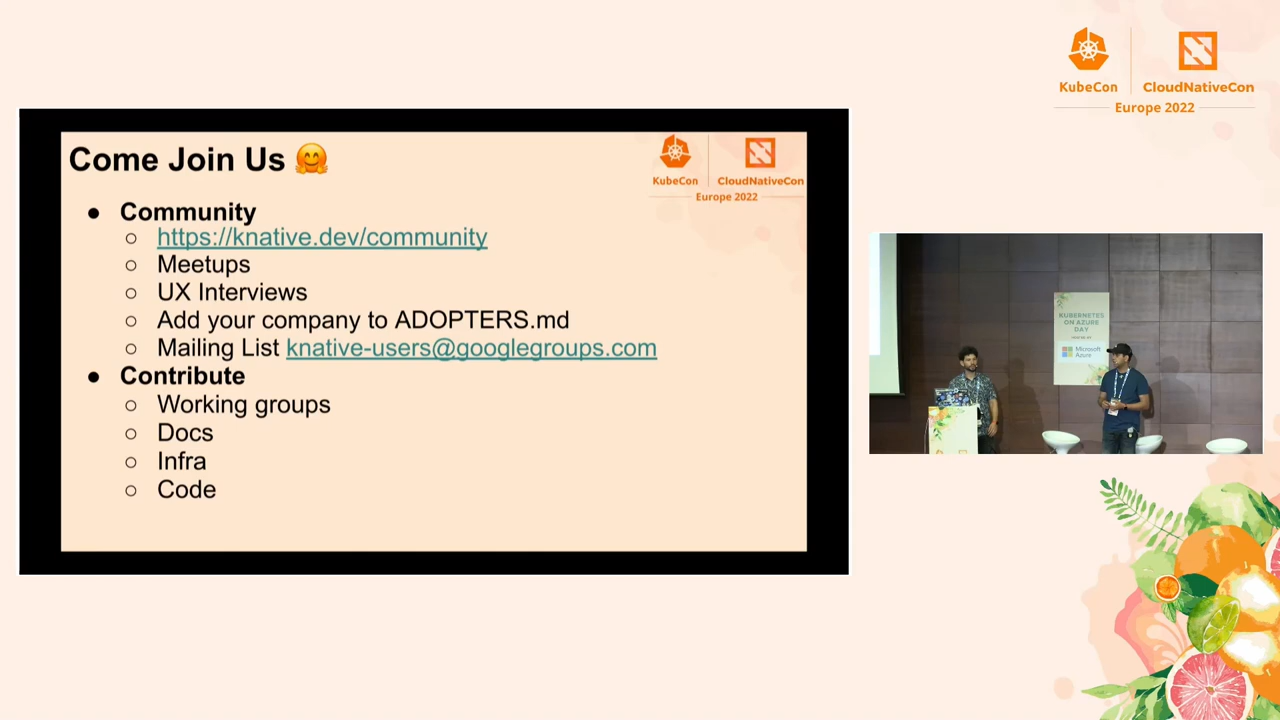 KubeCon
CloudNativeCon
Europe 2022
Come Join Us 🤗
KubeCon
CloudNativeCon
Europe 2022
● Community
○ https://knative.dev/community
○ Meetups
○ UX Interviews
○ Add your company to ADOPTERS.md
○ Mailing List knative-users@googlegroups.com
● Contribute
○ Working groups
○ Docs
○ Infra
○ Code
KUBERNETES
ON AZURE
DAY
Microsoft
Azure